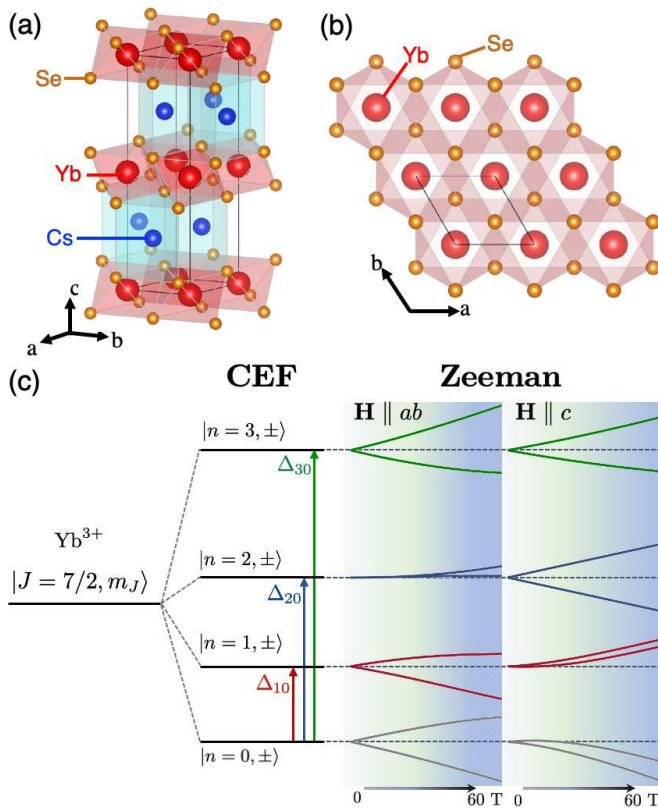 (a)
Se
Yb
Cs
c
a
b
(b)
Yb
Se
b
a
(c)
CEF
Zeeman
H ∥ ab
H ∥ c
|n = 3, ±⟩
Δ₃₀
Yb³⁺
|J = 7/2, m_J⟩
|n = 2, ±⟩
Δ₂₀
|n = 1, ±⟩
Δ₁₀
|n = 0, ±⟩
0
60 T
0
60 T